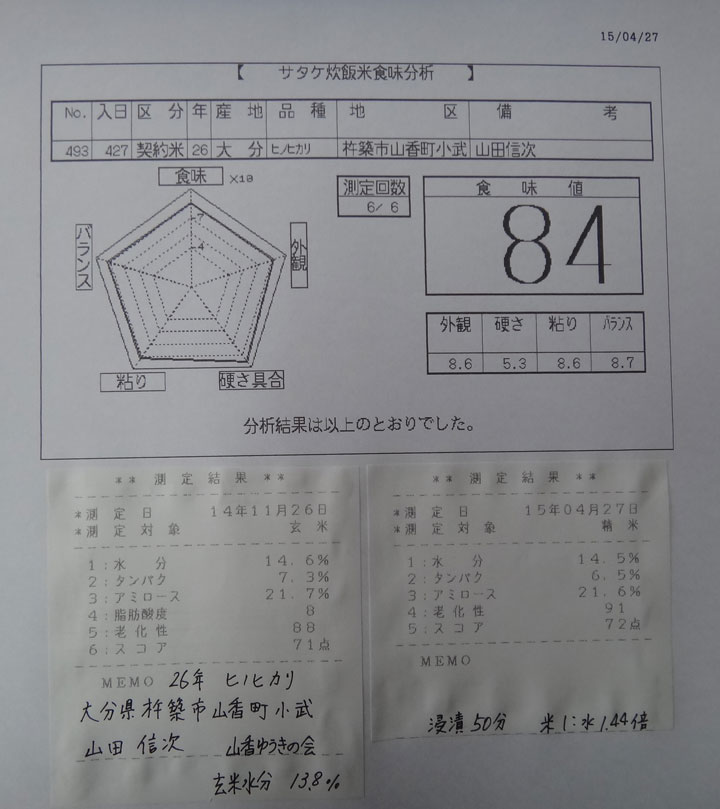 15/04/27
【 サタケ炊飯米食味分析 】
No. 入日 区 分 年 産 地 品 種 地 区 備 考
493 427 契約米 26 大 分 ヒノヒカリ 杵築市山香町小武 山田信次
食味 ×10
測定回数
6/ 6
食 味 値
84
7
4
バランス
外観
粘り
硬さ具合
外観 硬さ 粘り バランス
8.6 5.3 8.6 8.7
分析結果は以上のとおりでした。
** 測 定 結 果 **
*測 定 日 14年11月26日
*測 定 対 象 玄 米
1:水 分 14.6%
2:タンパク 7.3%
3:アミロース 21.7%
4:脂肪酸度 8
5:老 化 性 88
6:ス コ ア 71点
MEMO 26年 ヒノヒカリ
大分県杵築市山香町小武
山田 信次 山香ゆうきの会
玄米水分 13.8%
** 測 定 結 果 **
*測 定 日 15年04月27日
*測 定 対 象 精 米
1:水 分 14.5%
2:タンパク 6.5%
3:アミロース 21.6%
4:老 化 性 91
5:ス コ ア 72点
MEMO
浸漬50分 米1:水1.44倍